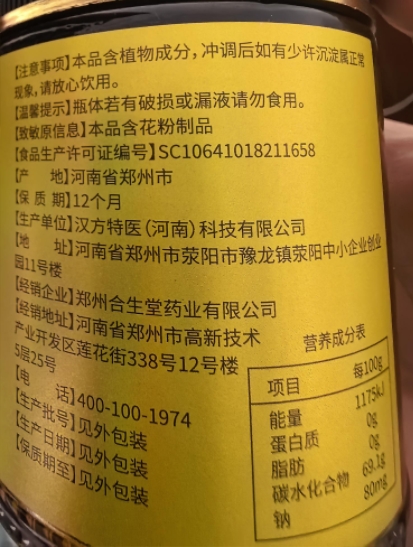 【注意事项】本品含植物成分，冲调后如有少许沉淀属正常
现象，请放心饮用。
【温馨提示】瓶体若有破损或漏液请勿食用。
【致敏原信息】本品含花粉制品
【食品生产许可证编号】SC10641018211658
【产 地】河南省郑州市
【保 质 期】12个月
【生产单位】汉方特医（河南）科技有限公司
【地 址】河南省郑州市荥阳市豫龙镇荥阳中小企业创业
园11号楼
【经销企业】郑州合生堂药业有限公司
【经销地址】河南省郑州市高新技术
产业开发区莲花街338号12号楼
5层25号
【电 话】400-100-1974
【生产批号】见外包装
【生产日期】见外包装
【保质期至】见外包装
营养成分表
项目 每100g
能量 1175kJ
蛋白质 0g
脂肪 0g
碳水化合物 69.1g
钠 80mg